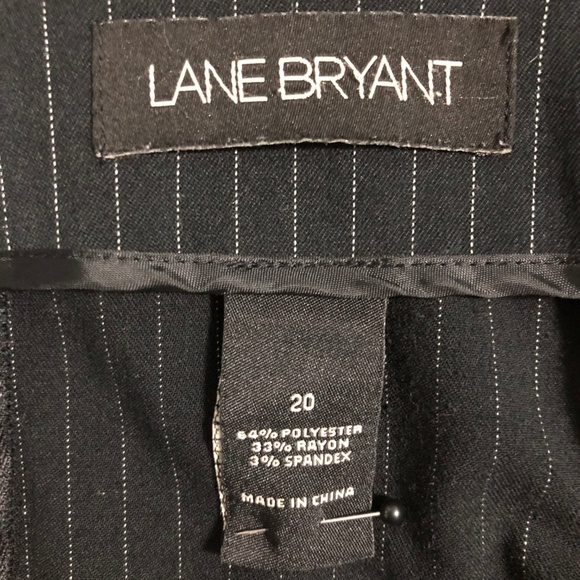 LANE BRYANT
20
64% POLYESTER
33% RAYON
3% SPANDEX
MADE IN CHINA